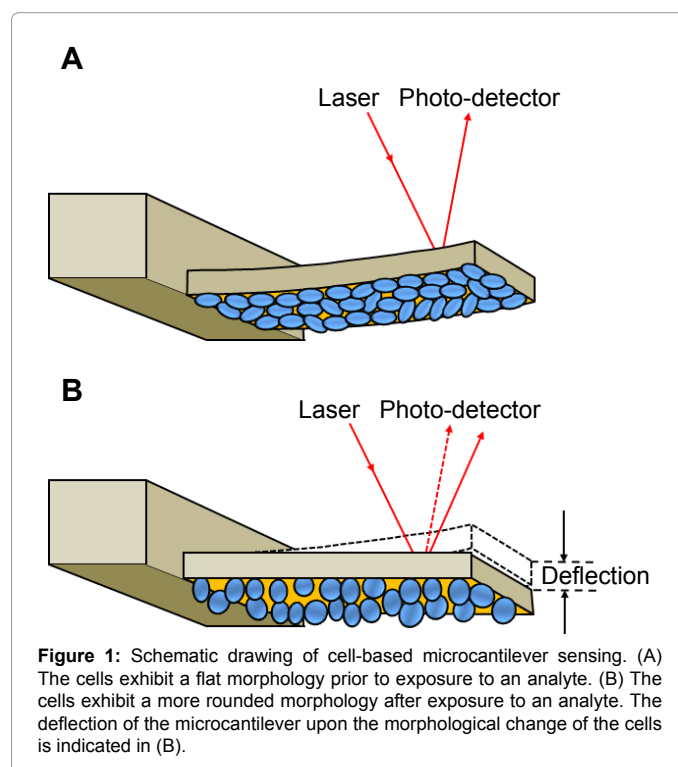 A
Laser Photo-detector
B
Laser Photo-detector
Deflection
Figure 1: Schematic drawing of cell-based microcantilever sensing. (A)
The cells exhibit a flat morphology prior to exposure to an analyte. (B) The
cells exhibit a more rounded morphology after exposure to an analyte. The
deflection of the microcantilever upon the morphological change of the cells
is indicated in (B).